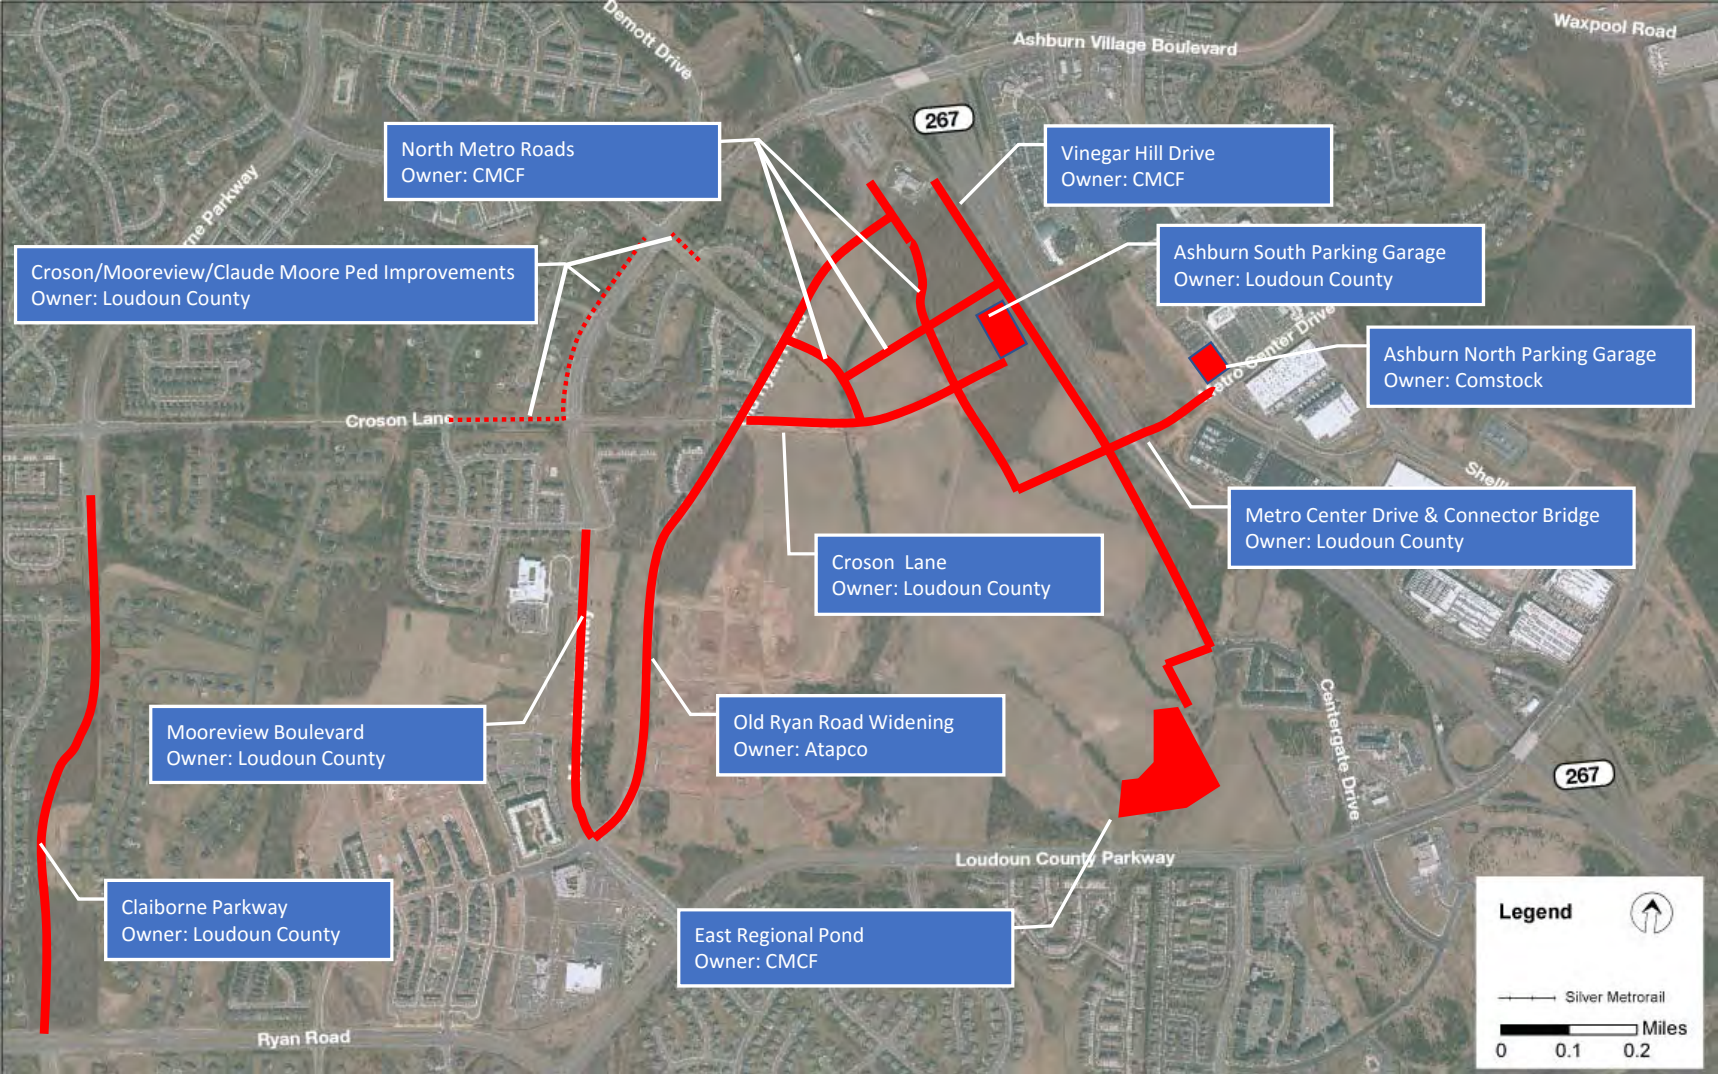 Demott Drive
Ashburn Village Boulevard
Waxpool Road
267
North Metro Roads
Owner: CMCF
Vinegar Hill Drive
Owner: CMCF
Croson/Mooreview/Claude Moore Ped Improvements
Owner: Loudoun County
Ashburn South Parking Garage
Owner: Loudoun County
Ashburn North Parking Garage
Owner: Comstock
Metro Center Drive
Croson Lane
Metro Center Drive & Connector Bridge
Owner: Loudoun County
Croson Lane
Owner: Loudoun County
Mooreview Boulevard
Owner: Loudoun County
Old Ryan Road Widening
Owner: Atapco
Centergate Drive
267
Loudoun County Parkway
Claiborne Parkway
Owner: Loudoun County
East Regional Pond
Owner: CMCF
Ryan Road
Legend
Silver Metrorail
Miles
0 0.1 0.2